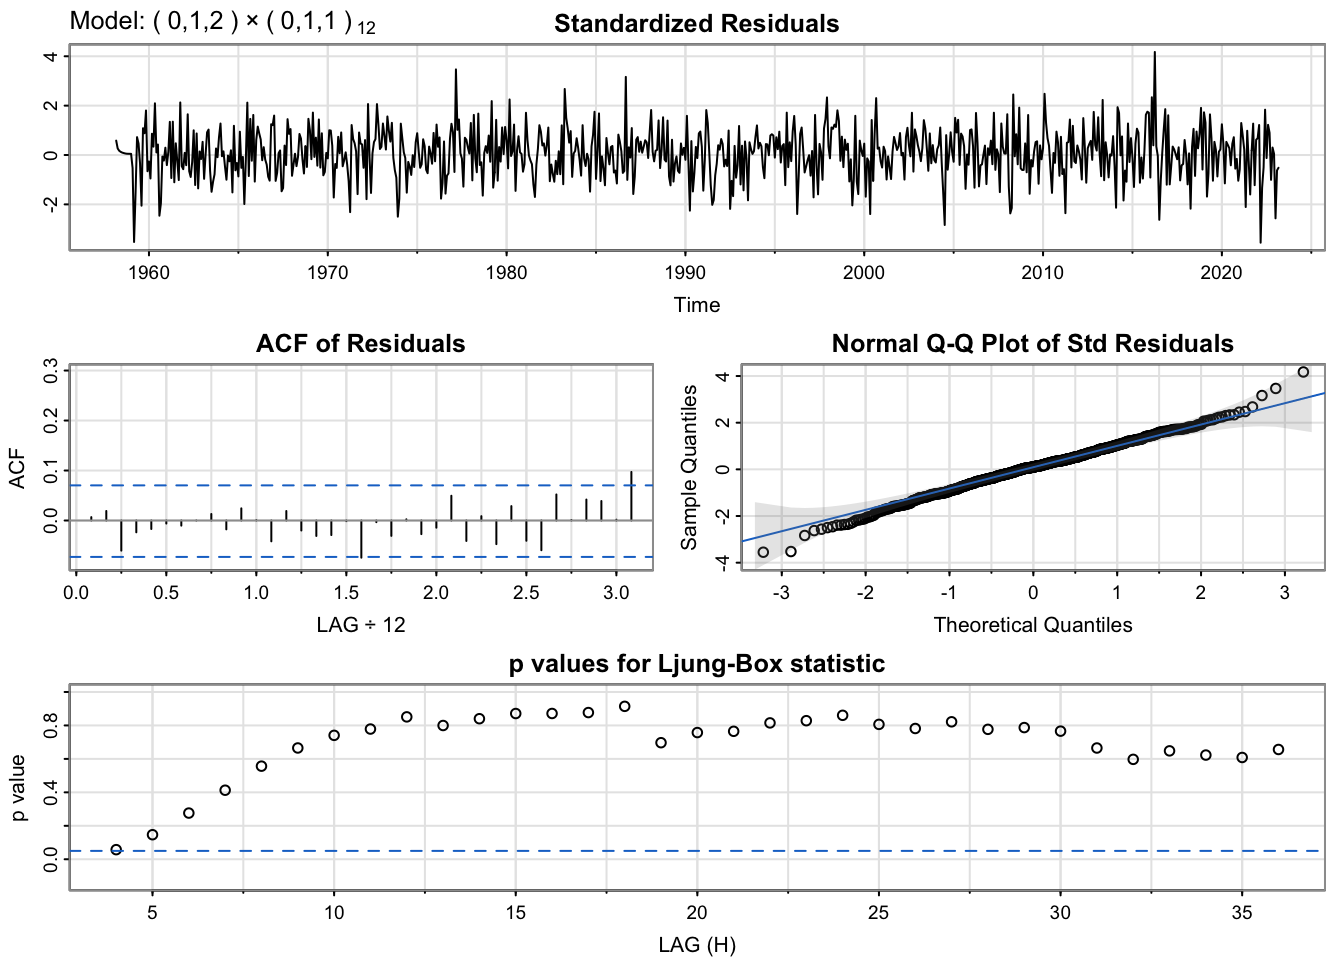 Model: ( 0,1,2 ) × ( 0,1,1 ) 12
Standardized Residuals
4
2
0
-2
1960 1970 1980 1990 2000 2010 2020
Time
ACF of Residuals
ACF
0.3
0.2
0.1
0.0
0.0 0.5 1.0 1.5 2.0 2.5 3.0
LAG ÷ 12
Normal Q-Q Plot of Std Residuals
Sample Quantiles
4
2
0
-2
-4
-3 -2 -1 0 1 2 3
Theoretical Quantiles
p values for Ljung-Box statistic
p value
0.8
0.4
0.0
5 10 15 20 25 30 35
LAG (H)